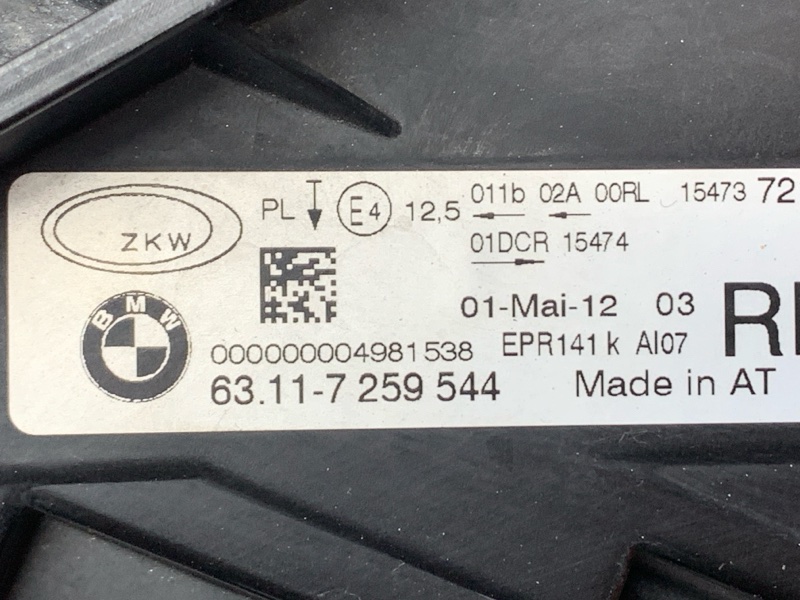 ZKW
PL E4 12,5 011b 02A 00RL 15473 72
01DCR 15474
BMW
01-Mai-12 03
000000004981538 EPR141 k AI07
63.11-7 259 544 Made in AT